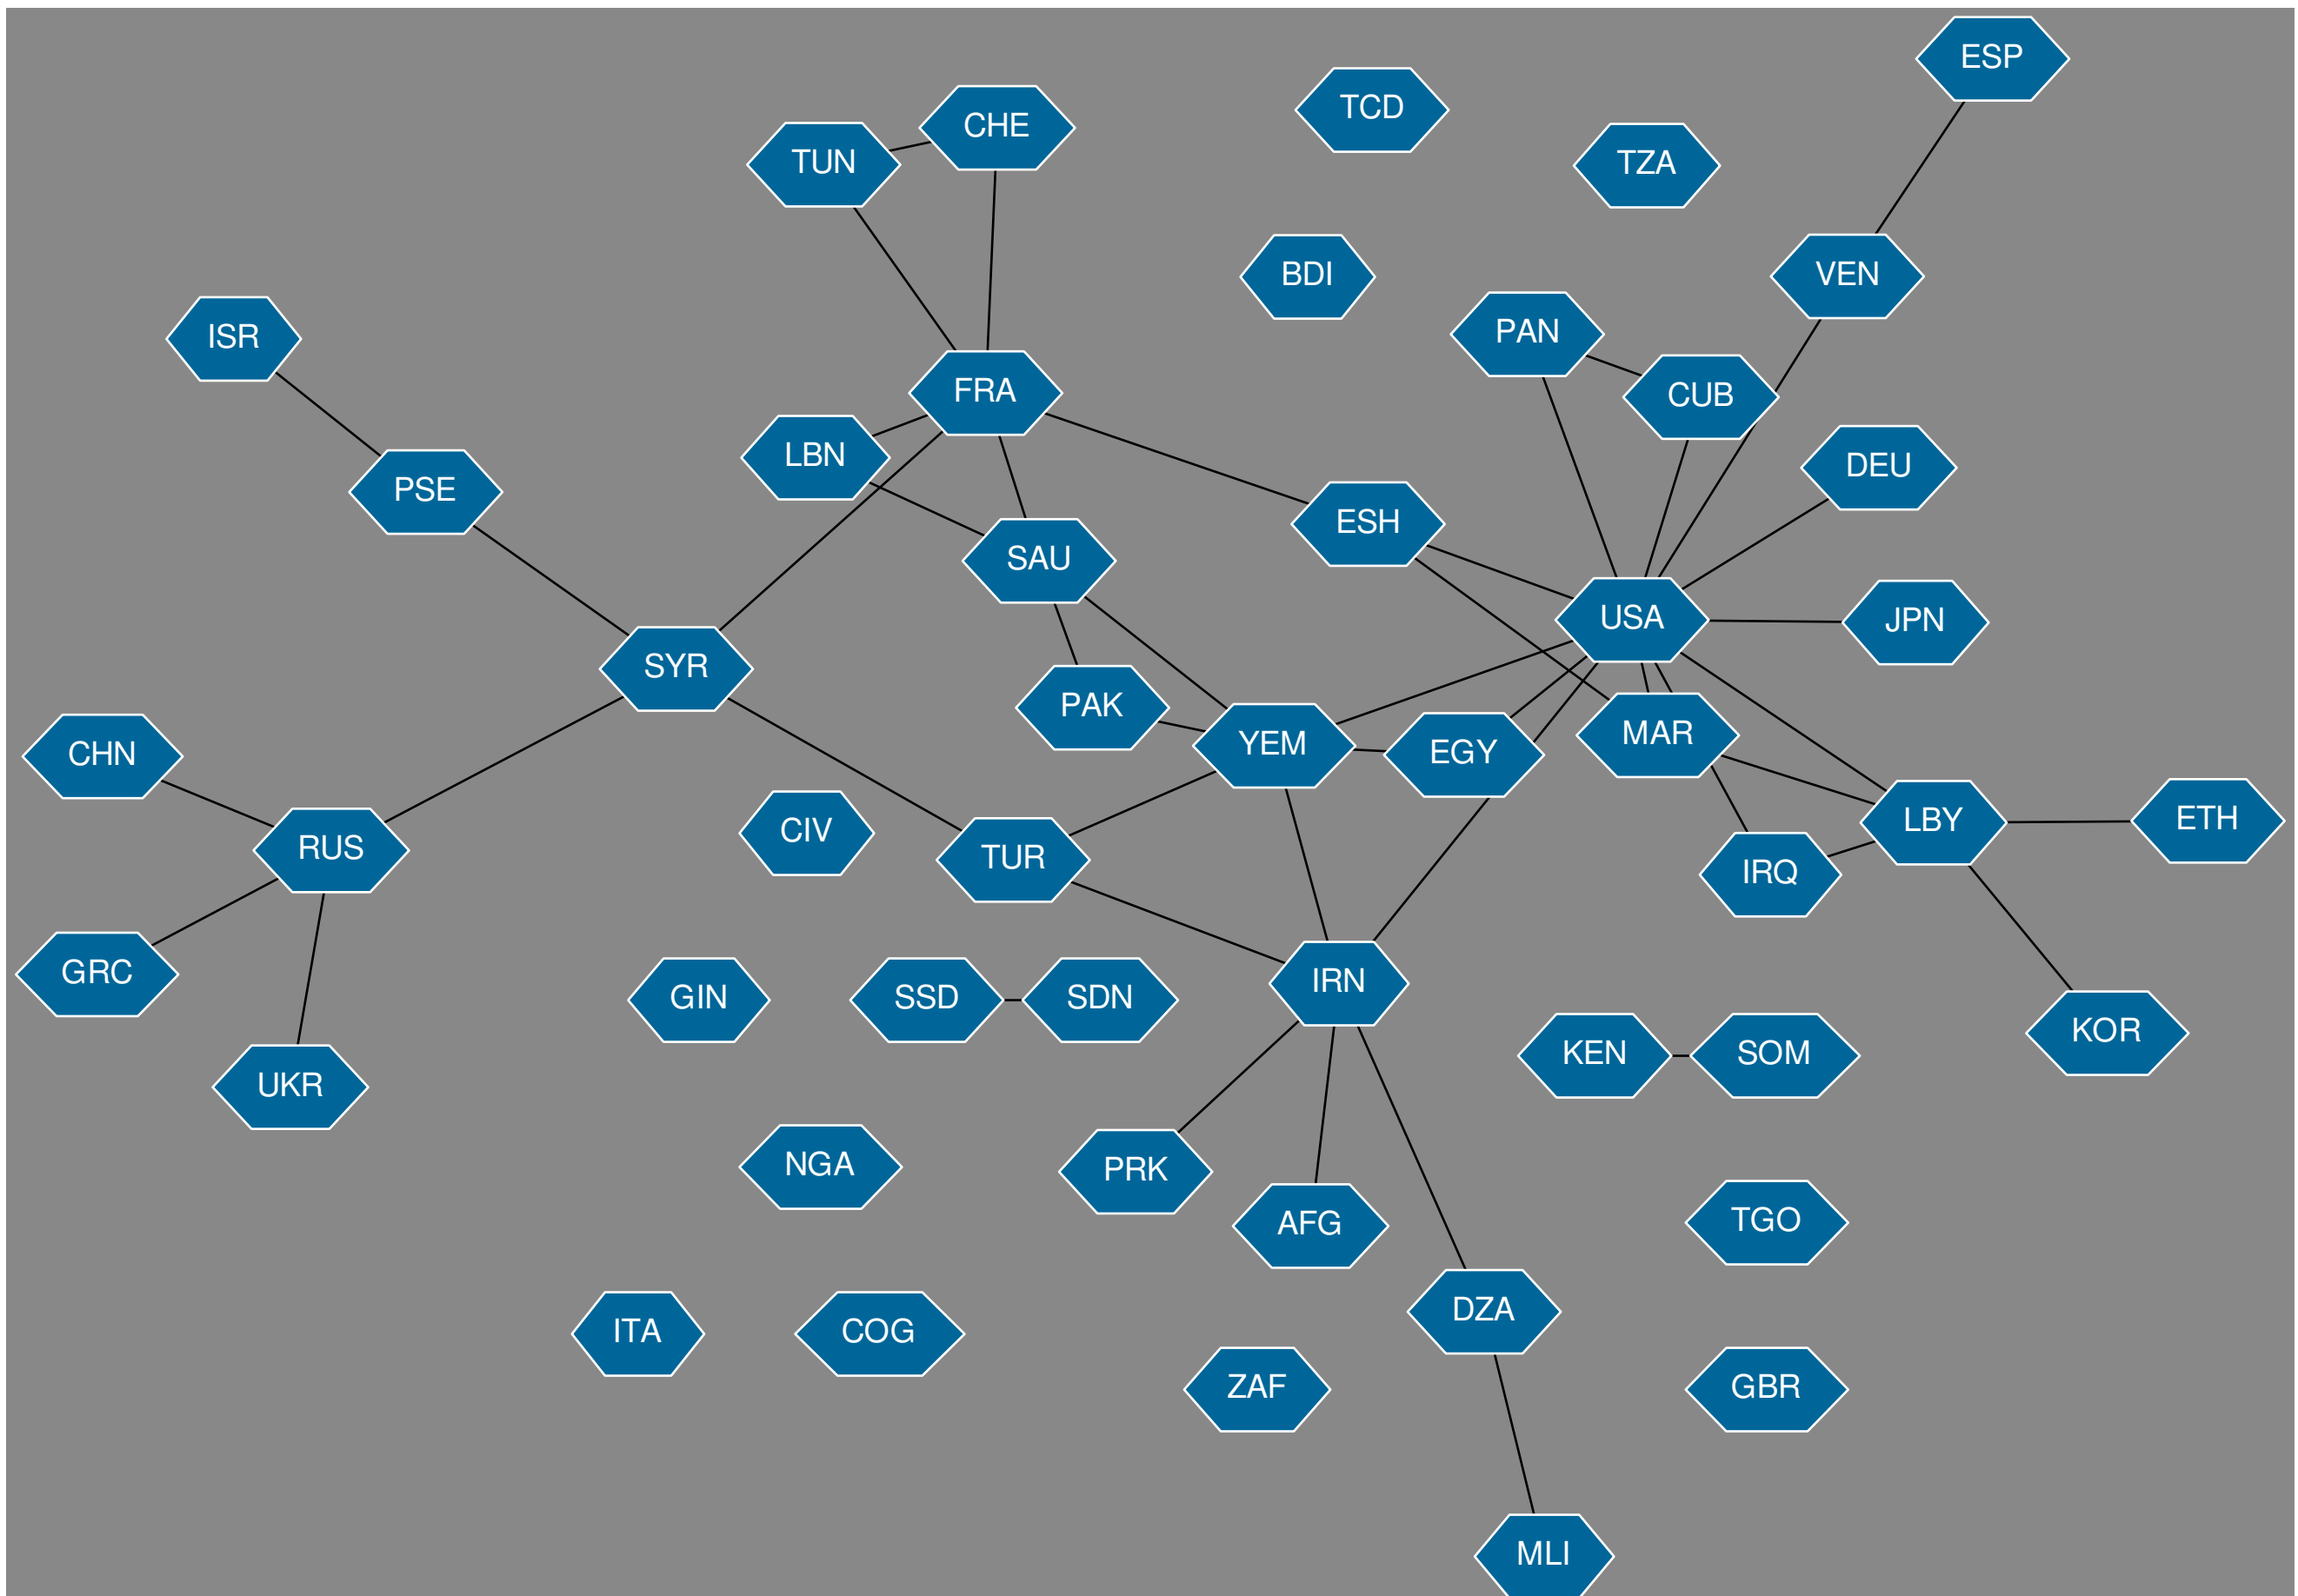 ESP
TCD
CHE
TUN
TZA
BDI
VEN
PAN
ISR
FRA
CUB
LBN
DEU
PSE
ESH
SAU
USA
JPN
SYR
PAK
MAR
YEM
EGY
CHN
ETH
LBY
CIV
RUS
TUR
IRQ
GRC
IRN
GIN
SSD
SDN
KOR
KEN
SOM
UKR
NGA
PRK
TGO
AFG
DZA
ITA
COG
ZAF
GBR
MLI